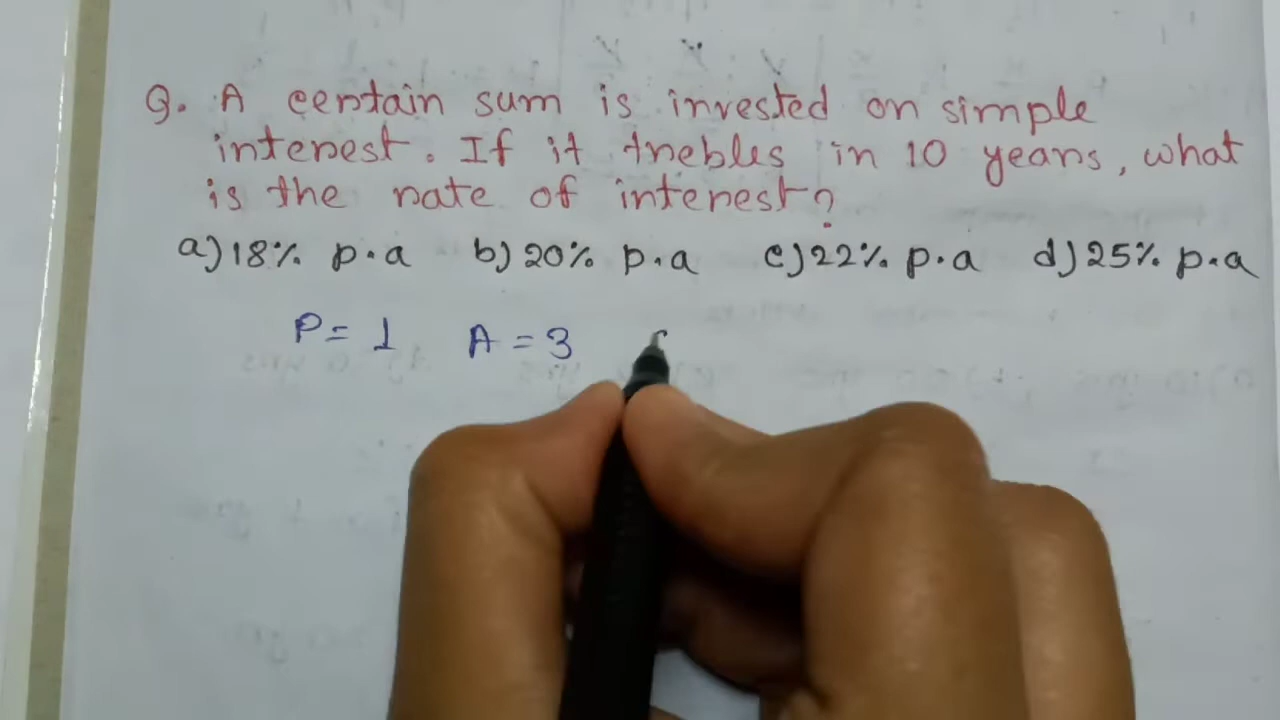 Q. A certain sum is invested on simple
interest. If it trebles in 10 years, what
is the rate of interest?
a) 18% p.a b) 20% p.a c) 22% p.a d) 25% p.a
P = 1 A = 3